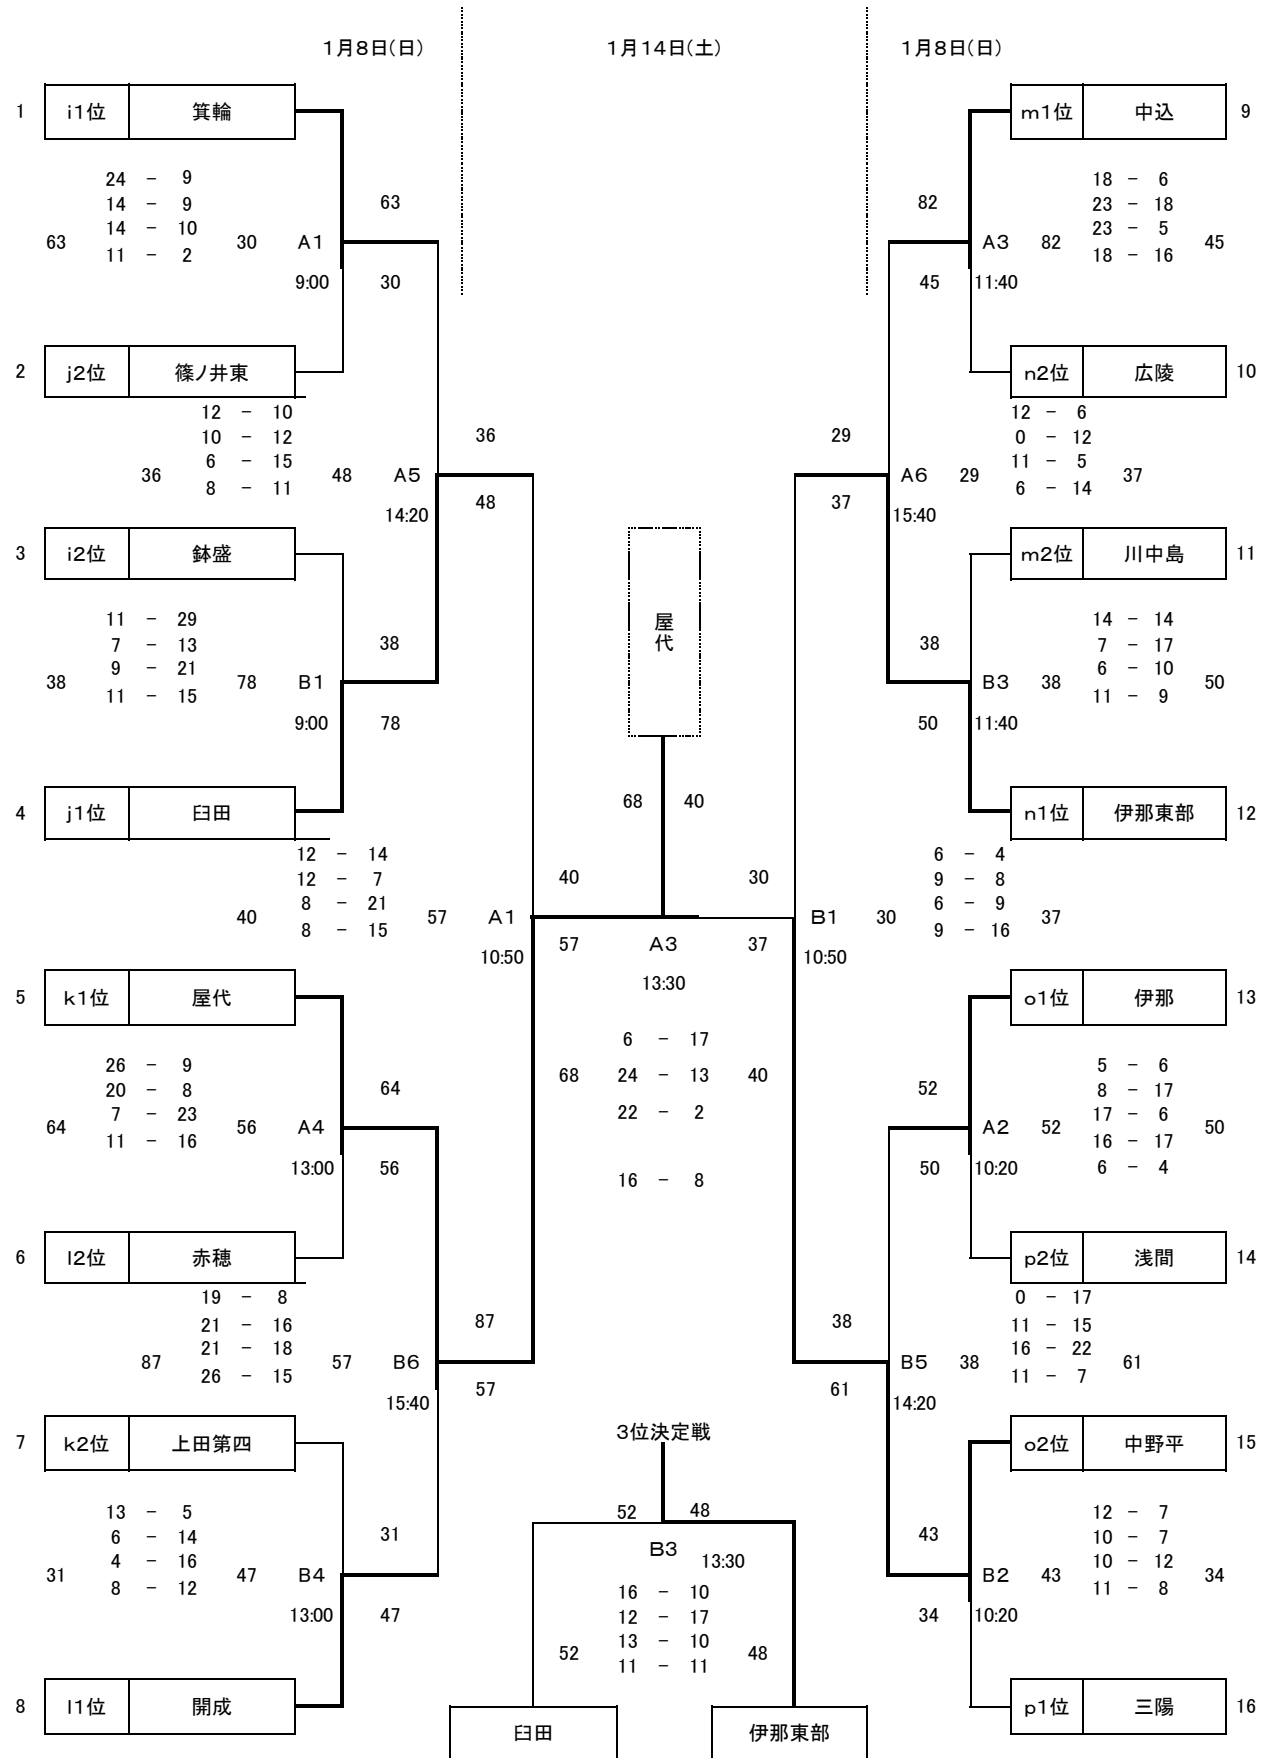 1月8日(日)
1月14日(土)
1月8日(日)
1 i1位 箕輪
24 － 9
14 － 9
14 － 10
11 － 2
63 30 A1
9:00
63
30
2 j2位 篠ノ井東
12 － 10
10 － 12
6 － 15
8 － 11
36 48 A5
14:20
36
48
3 i2位 鉢盛
11 － 29
7 － 13
9 － 21
11 － 15
38 78 B1
9:00
38
78
4 j1位 臼田
12 － 14
12 － 7
8 － 21
8 － 15
40 57 A1
10:50
40
57
5 k1位 屋代
26 － 9
20 － 8
7 － 23
11 － 16
64 56 A4
13:00
64
56
6 l2位 赤穂
19 － 8
21 － 16
21 － 18
26 － 15
87 57 B6
15:40
87
57
7 k2位 上田第四
13 － 5
6 － 14
4 － 16
8 － 12
31 47 B4
13:00
31
47
8 l1位 開成
屋代
68 40
A3
13:30
6 － 17
24 － 13
22 － 2
16 － 8
68 40
3位決定戦
52 48
B3
13:30
16 － 10
12 － 17
13 － 10
11 － 11
52 48
臼田
伊那東部
m1位 中込 9
18 － 6
23 － 18
23 － 5
18 － 16
A3 82 45
11:40
82
45
n2位 広陵 10
12 － 6
0 － 12
11 － 5
6 － 14
A6 29 37
15:40
29
37
m2位 川中島 11
14 － 14
7 － 17
6 － 10
11 － 9
B3 38 50
11:40
38
50
n1位 伊那東部 12
6 － 4
9 － 8
6 － 9
9 － 16
B1 30 37
10:50
30
37
o1位 伊那 13
5 － 6
8 － 17
17 － 6
16 － 17
6 － 4
A2 52 50
10:20
52
50
p2位 浅間 14
0 － 17
11 － 15
16 － 22
11 － 7
B5 38 61
14:20
38
61
o2位 中野平 15
12 － 7
10 － 7
10 － 12
11 － 8
B2 43 34
10:20
43
34
p1位 三陽 16